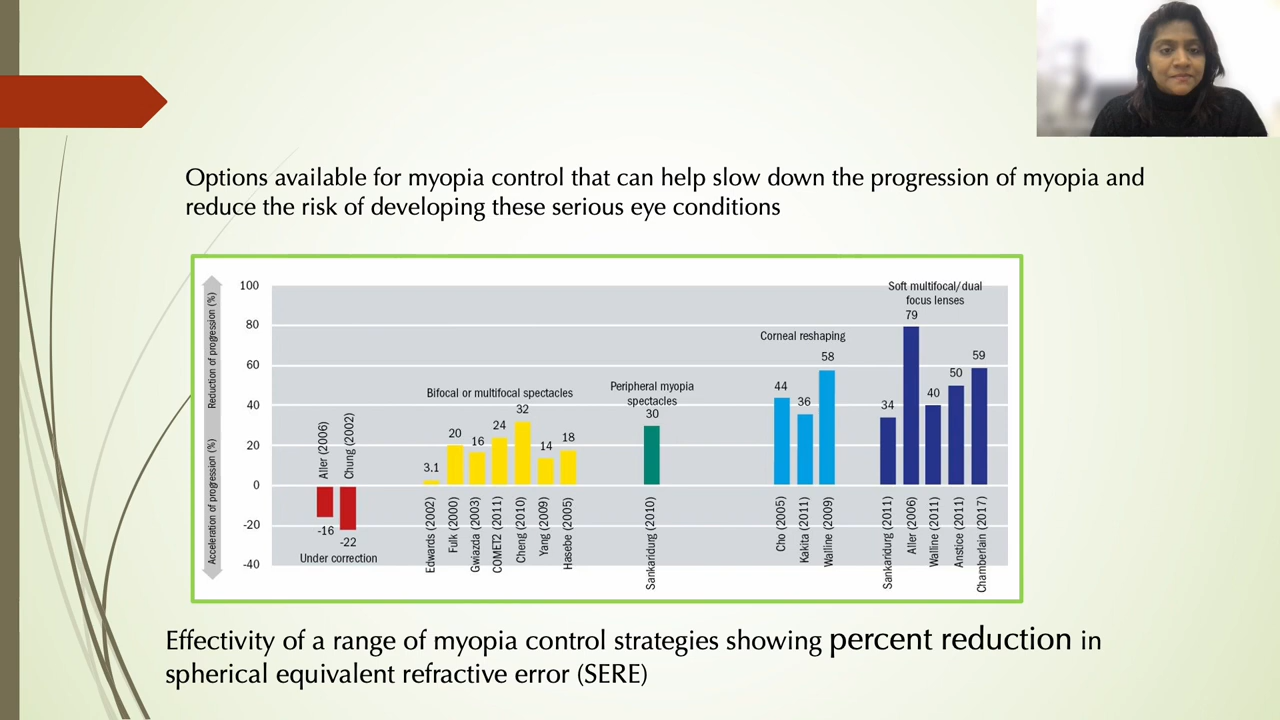 Options available for myopia control that can help slow down the progression of myopia and
reduce the risk of developing these serious eye conditions
Reduction of progression (%)
Acceleration of progression (%)
100
80
60
40
20
0
-20
-40
Aller (2006)
Chung (2002)
-16
-22
Under correction
Bifocal or multifocal spectacles
3.1
20
16
24
32
14
18
Edwards (2002)
Fulk (2000)
Gwiazda (2003)
COMET2 (2011)
Cheng (2010)
Yang (2009)
Hasebe (2005)
Peripheral myopia
spectacles
30
Sankaridurg (2010)
Corneal reshaping
44
36
58
Cho (2005)
Kakita (2011)
Walline (2009)
Soft multifocal/dual
focus lenses
34
79
40
50
59
Sankaridurg (2011)
Aller (2006)
Walline (2011)
Anstice (2011)
Chamberlain (2017)
Effectivity of a range of myopia control strategies showing percent reduction in
spherical equivalent refractive error (SERE)